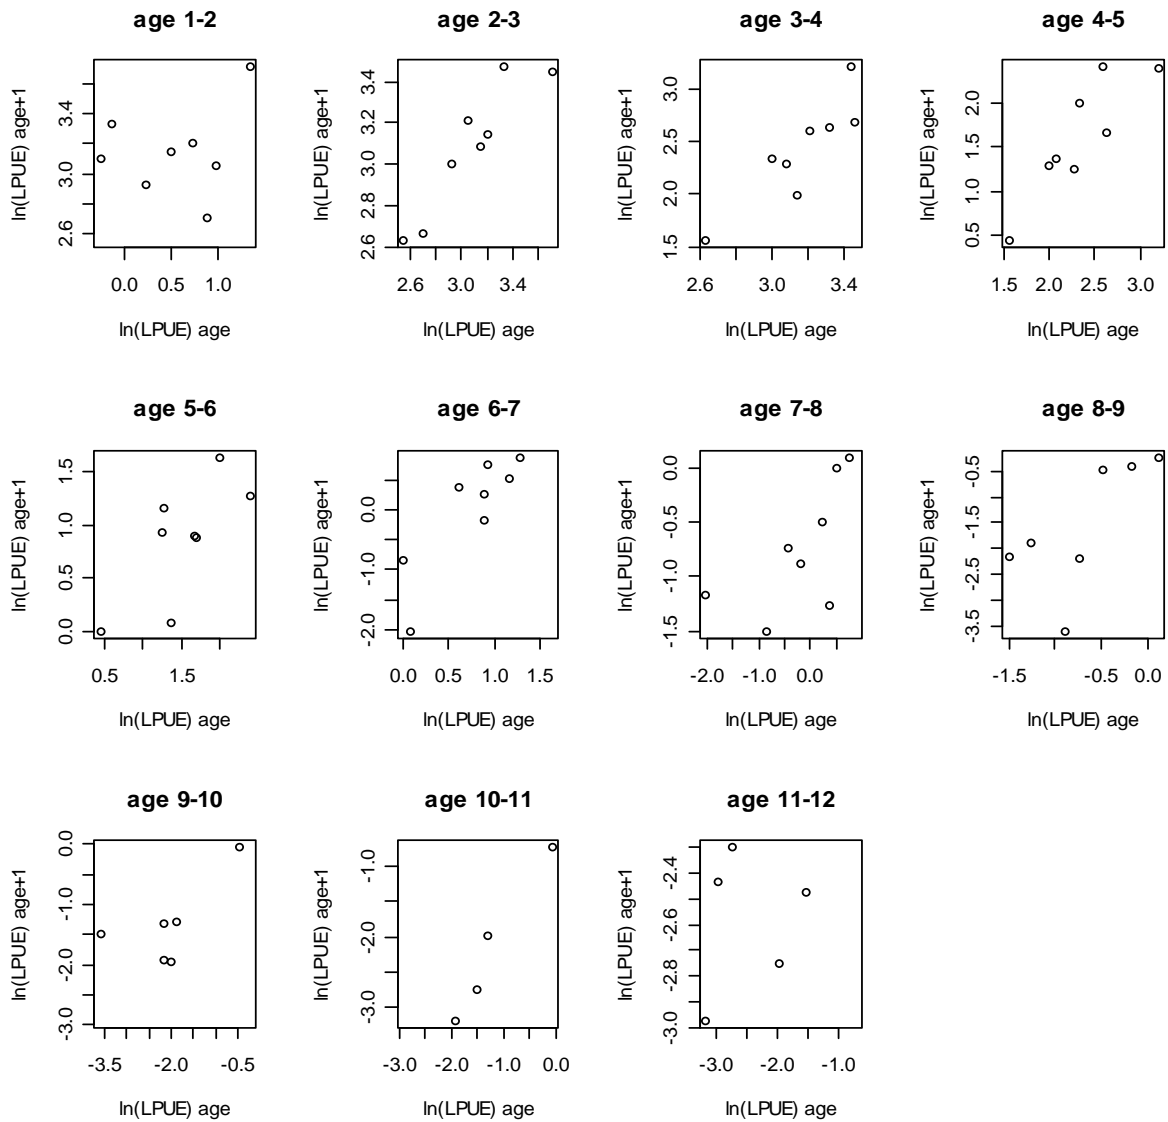 age 1-2
ln(LPUE) age+1
2.6 3.0 3.4
0.0 0.5 1.0
ln(LPUE) age
age 2-3
ln(LPUE) age+1
2.6 2.8 3.0 3.2 3.4
2.6 3.0 3.4
ln(LPUE) age
age 3-4
ln(LPUE) age+1
1.5 2.0 2.5 3.0
2.6 3.0 3.4
ln(LPUE) age
age 4-5
ln(LPUE) age+1
0.5 1.0 1.5 2.0
1.5 2.0 2.5 3.0
ln(LPUE) age
age 5-6
ln(LPUE) age+1
0.0 0.5 1.0 1.5
0.5 1.5
ln(LPUE) age
age 6-7
ln(LPUE) age+1
-2.0 -1.0 0.0
0.0 0.5 1.0 1.5
ln(LPUE) age
age 7-8
ln(LPUE) age+1
-1.5 -1.0 -0.5 0.0
-2.0 -1.0 0.0
ln(LPUE) age
age 8-9
ln(LPUE) age+1
-3.5 -2.5 -1.5 -0.5
-1.5 -0.5 0.0
ln(LPUE) age
age 9-10
ln(LPUE) age+1
-3.0 -2.0 -1.0 0.0
-3.5 -2.0 -0.5
ln(LPUE) age
age 10-11
ln(LPUE) age+1
-3.0 -2.0 -1.0
-3.0 -2.0 -1.0 0.0
ln(LPUE) age
age 11-12
ln(LPUE) age+1
-3.0 -2.8 -2.6 -2.4
-3.0 -2.0 -1.0
ln(LPUE) age